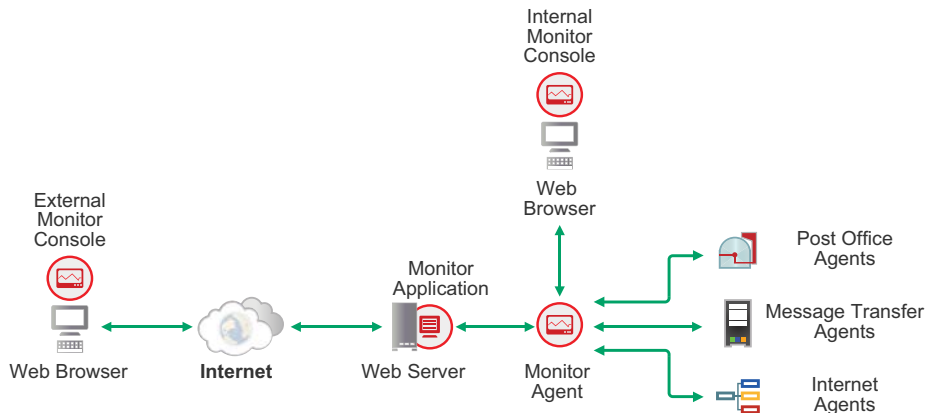 Internal
Monitor
Console
Web
Browser
External
Monitor
Console
Web Browser
Internet
Monitor
Application
Web Server
Monitor
Agent
Post Office
Agents
Message Transfer
Agents
Internet
Agents